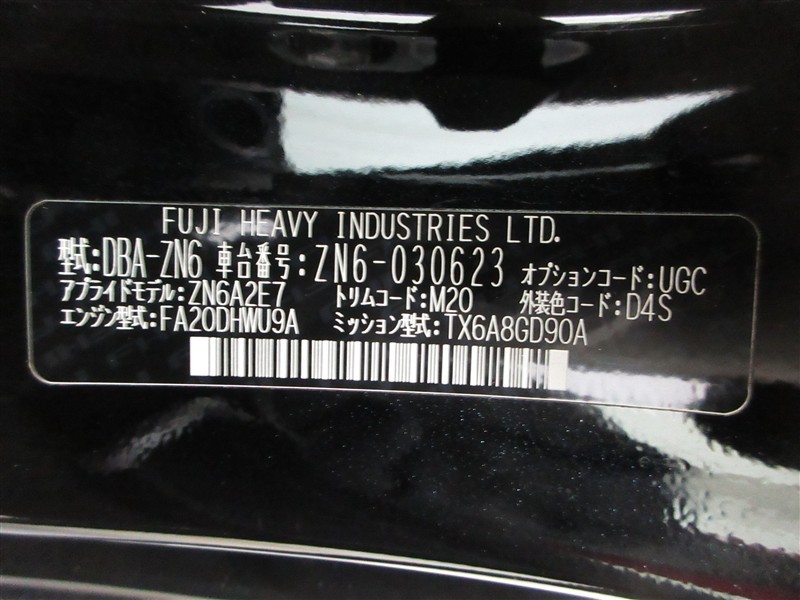 FUJI HEAVY INDUSTRIES LTD.
型式:DBA-ZN6 車台番号:ZN6-030623 オプションコード:UGC
アプライドモデル:ZN6A2E7 トリムコード:M20 外装色コード:D4S
エンジン型式:FA20DHWU9A ミッション型式:TX6A8GD90A